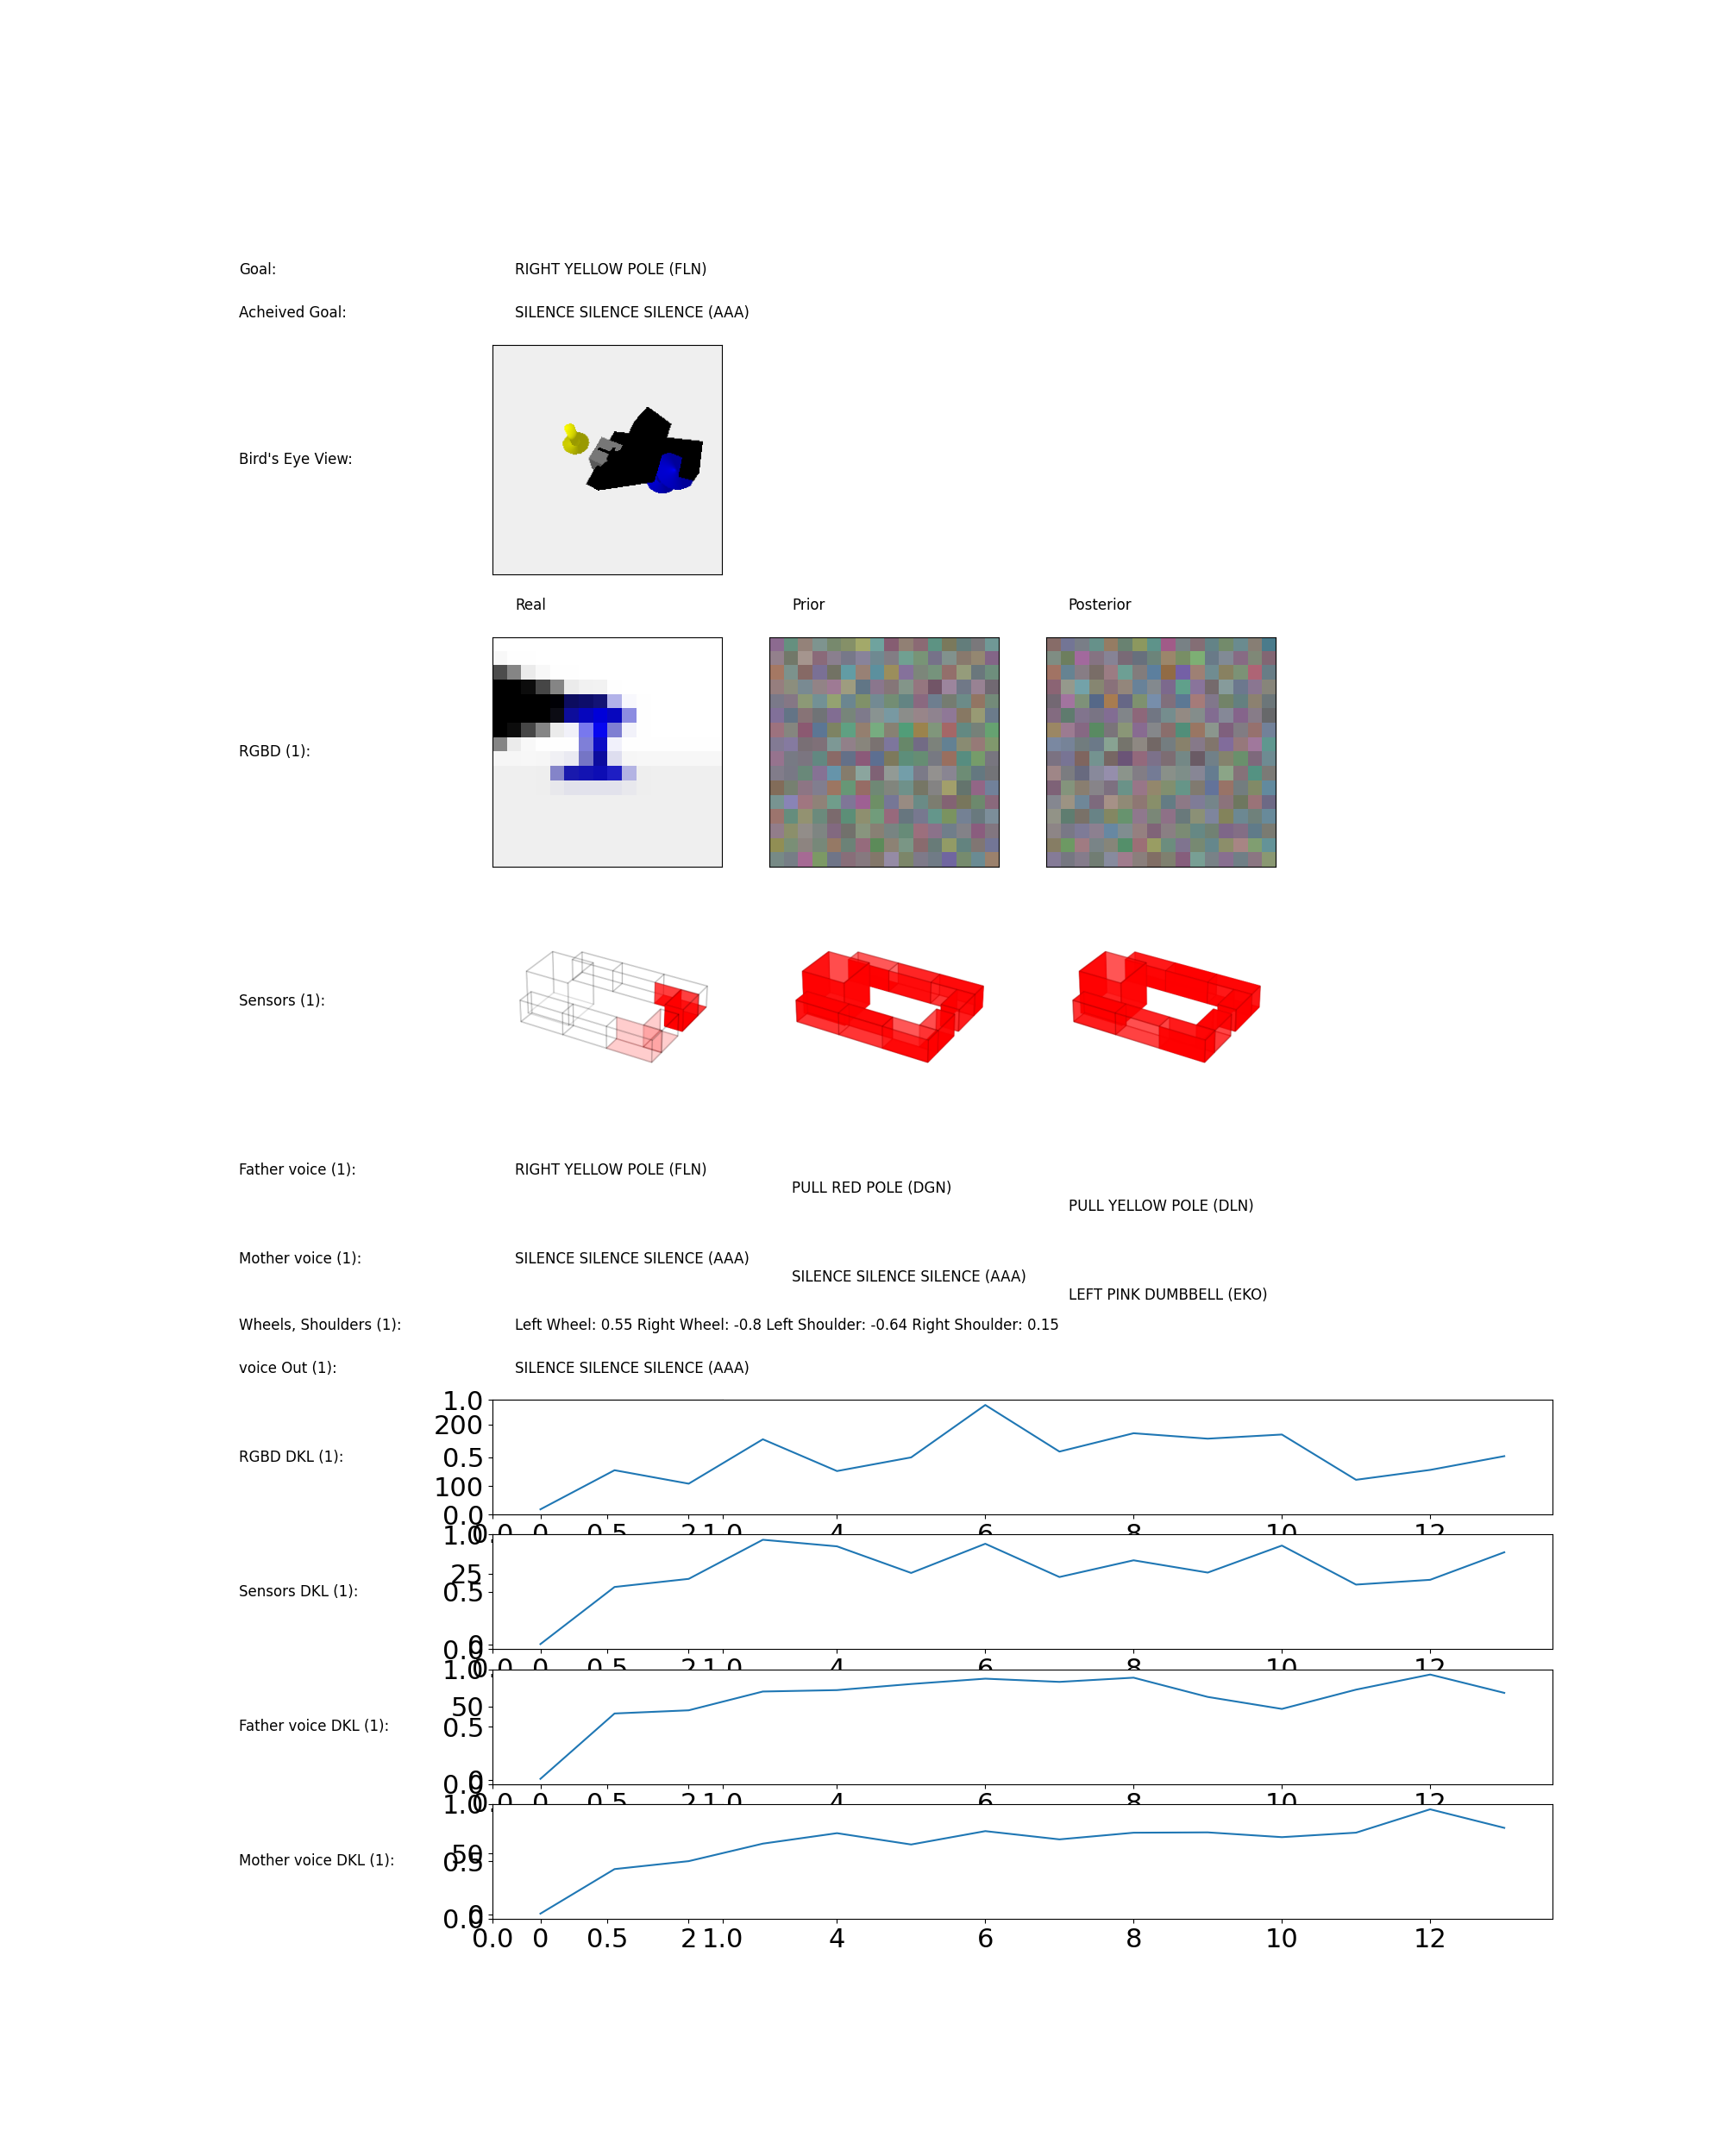 Goal: RIGHT YELLOW POLE (FLN)
Acheived Goal: SILENCE SILENCE SILENCE (AAA)
Bird's Eye View:
Real Prior Posterior
RGBD (1):
Sensors (1):
Father voice (1): RIGHT YELLOW POLE (FLN)
PULL RED POLE (DGN)
PULL YELLOW POLE (DLN)
Mother voice (1): SILENCE SILENCE SILENCE (AAA)
SILENCE SILENCE SILENCE (AAA)
LEFT PINK DUMBBELL (EKO)
Wheels, Shoulders (1): Left Wheel: 0.55 Right Wheel: -0.8 Left Shoulder: -0.64 Right Shoulder: 0.15
voice Out (1): SILENCE SILENCE SILENCE (AAA)
1.0
200
RGBD DKL (1): 0.5
100
0.0
0.0 0 0.5 2 1.0 4 6 8 10 12
1.0
25
Sensors DKL (1): 0.5
0
0.0
0.0 0 0.5 2 1.0 4 6 8 10 12
1.0
50
Father voice DKL (1): 0.5
0
0.0
0.0 0 0.5 2 1.0 4 6 8 10 12
1.0
50
Mother voice DKL (1): 0.5
0
0.0
0.0 0 0.5 2 1.0 4 6 8 10 12